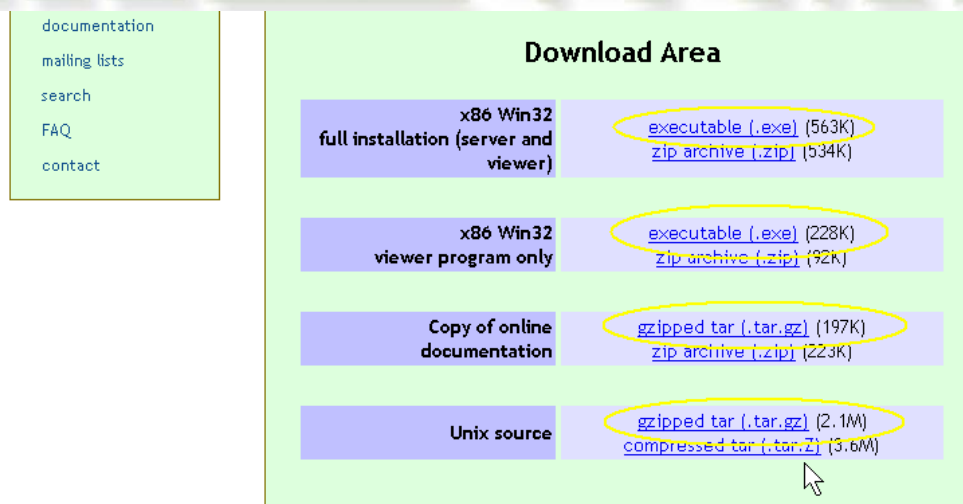 documentation
mailing lists
search
FAQ
contact
Download Area
x86 Win32
full installation (server and
viewer)
executable (.exe) (563K)
zip archive (.zip) (534K)
x86 Win32
viewer program only
executable (.exe) (228K)
zip archive (.zip) (92K)
Copy of online
documentation
gzipped tar (.tar.gz) (197K)
zip archive (.zip) (223K)
Unix source
gzipped tar (.tar.gz) (2.1M)
compressed tar (.tar.Z) (3.6M)